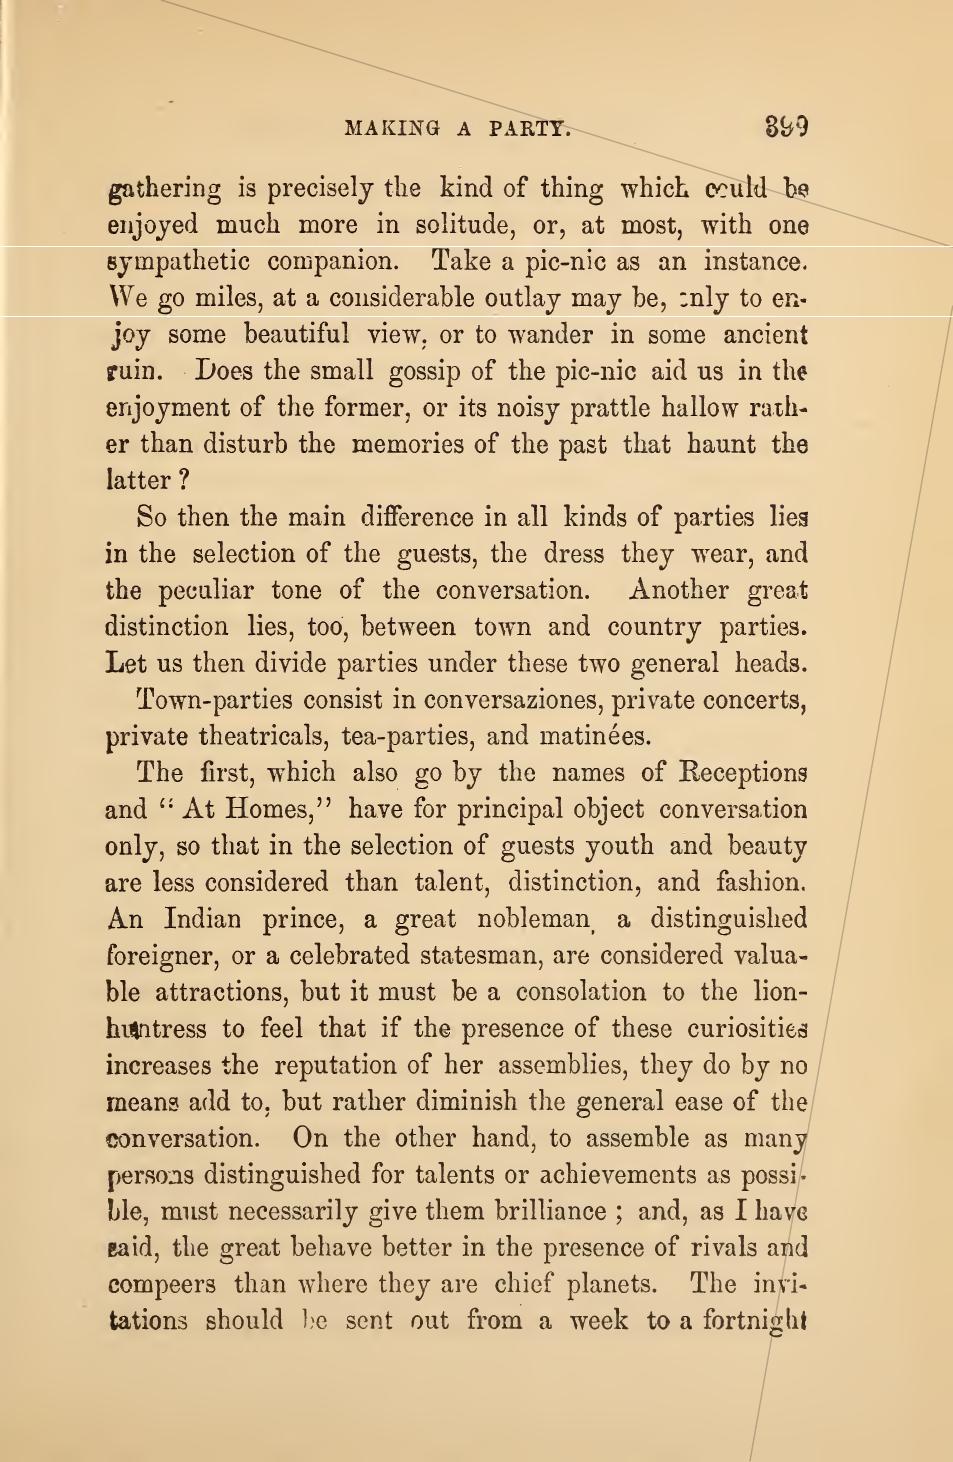 MAKING A PARTY. 399
gathering is precisely the kind of thing which could be
enjoyed much more in solitude, or, at most, with one
sympathetic companion. Take a pic-nic as an instance.
We go miles, at a considerable outlay may be, only to en-
joy some beautiful view, or to wander in some ancient
ruin. Does the small gossip of the pic-nic aid us in the
enjoyment of the former, or its noisy prattle hallow rath-
er than disturb the memories of the past that haunt the
latter ?
So then the main difference in all kinds of parties lies
in the selection of the guests, the dress they wear, and
the peculiar tone of the conversation. Another great
distinction lies, too, between town and country parties.
Let us then divide parties under these two general heads.
Town-parties consist in conversaziones, private concerts,
private theatricals, tea-parties, and matinées.
The first, which also go by the names of Receptions
and “ At Homes,” have for principal object conversation
only, so that in the selection of guests youth and beauty
are less considered than talent, distinction, and fashion.
An Indian prince, a great nobleman, a distinguished
foreigner, or a celebrated statesman, are considered valua-
ble attractions, but it must be a consolation to the lion-
huntress to feel that if the presence of these curiosities
increases the reputation of her assemblies, they do by no
means add to, but rather diminish the general ease of the
conversation. On the other hand, to assemble as many
persons distinguished for talents or achievements as possi-
ble, must necessarily give them brilliance ; and, as I have
said, the great behave better in the presence of rivals and
compeers than where they are chief planets. The invi-
tations should be sent out from a week to a fortnight